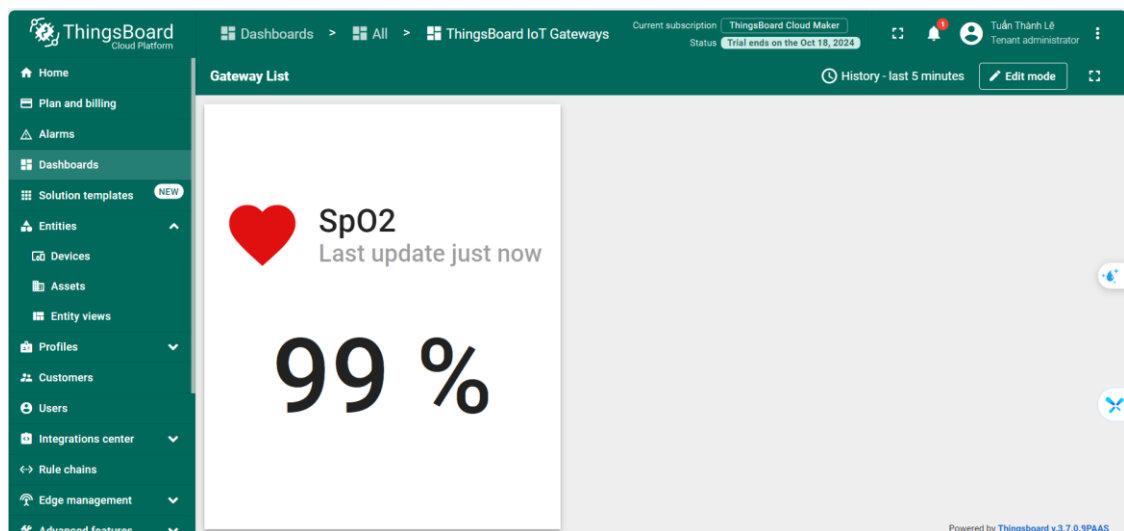 ThingsBoard
Cloud Platform
Dashboards > All > ThingsBoard IoT Gateways
Current subscription ThingsBoard Cloud Maker
Status Trial ends on the Oct 18, 2024
1
Tuấn Thành Lê
Tenant administrator
Home
Plan and billing
Alarms
Dashboards
Solution templates NEW
Entities
Devices
Assets
Entity views
Profiles
Customers
Users
Integrations center
Rule chains
Edge management
Advanced features
Gateway List
History - last 5 minutes
Edit mode
SpO2
Last update just now
99 %
Powered by Thingsboard v.3.7.0.9PAAS